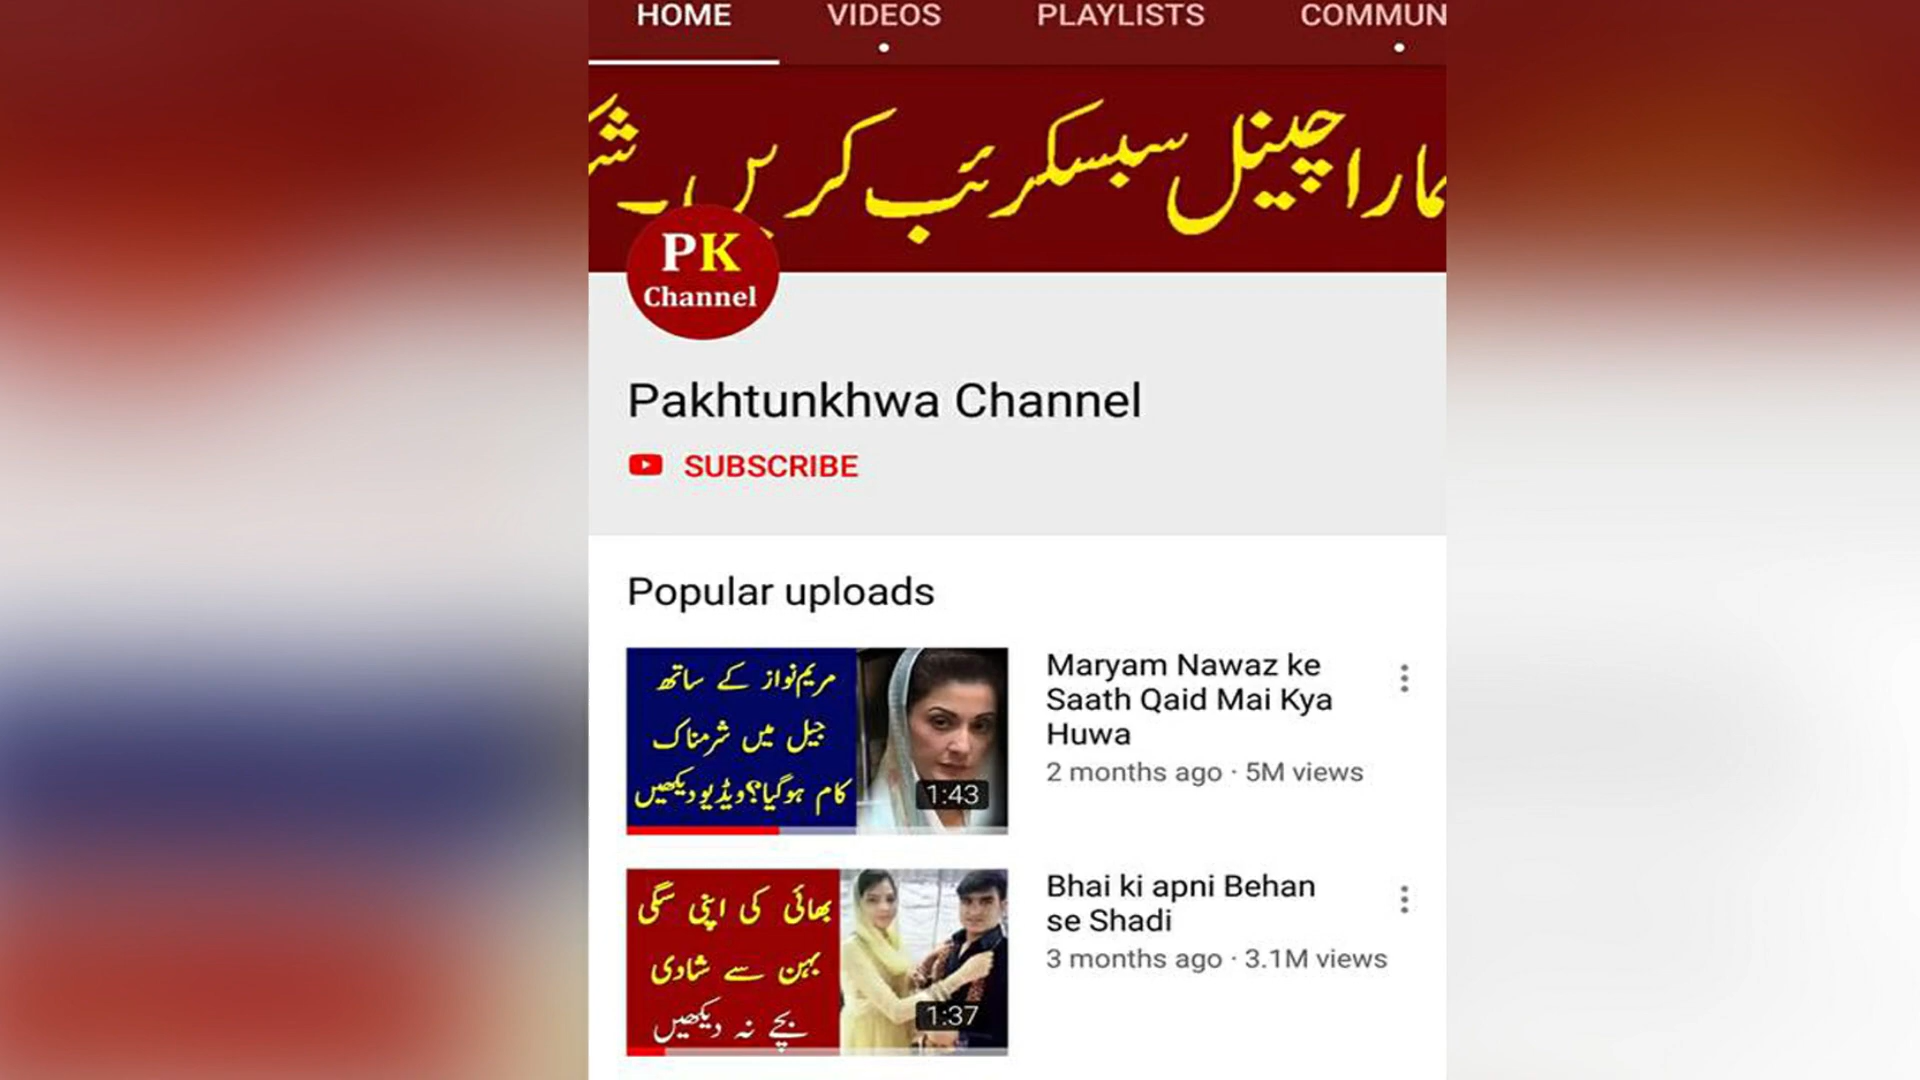 HOME VIDEOS PLAYLISTS COMMUN
ہمارا چینل سبسکرئب کریں۔
PK
Channel
Pakhtunkhwa Channel
SUBSCRIBE
Popular uploads
مریم نواز کے ساتھ
جیل میں شرمناک
کام ہوگیا؟ ویڈیو دیکھیں
1:43
Maryam Nawaz ke
Saath Qaid Mai Kya
Huwa
2 months ago · 5M views
بھائی کی اپنی سگی
بہن سے شادی
بچے نہ دیکھیں
1:37
Bhai ki apni Behan
se Shadi
3 months ago · 3.1M views